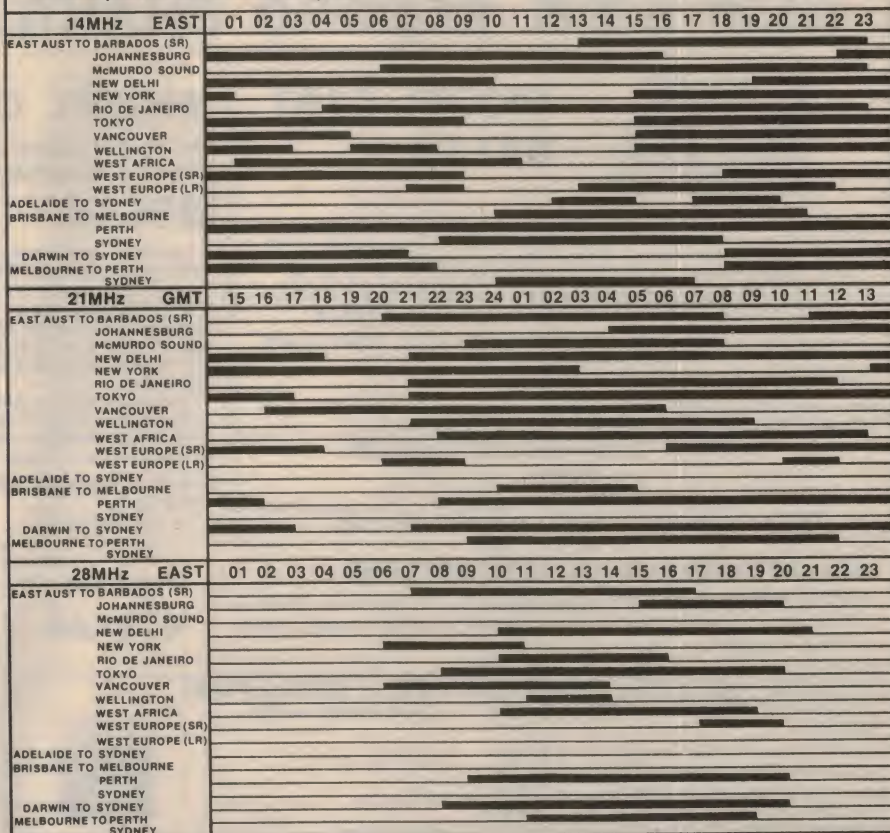 14MHz EAST 01 02 03 04 05 06 07 08 09 10 11 12 13 14 15 16 17 18 19 20 21 22 23
EAST AUST TO BARBADOS (SR)
JOHANNESBURG
McMURDO SOUND
NEW DELHI
NEW YORK
RIO DE JANEIRO
TOKYO
VANCOUVER
WELLINGTON
WEST AFRICA
WEST EUROPE (SR)
WEST EUROPE (LR)
ADELAIDE TO SYDNEY
BRISBANE TO MELBOURNE
PERTH
SYDNEY
DARWIN TO SYDNEY
MELBOURNE TO PERTH
SYDNEY
21MHz GMT 15 16 17 18 19 20 21 22 23 24 01 02 03 04 05 06 07 08 09 10 11 12 13
EAST AUST TO BARBADOS (SR)
JOHANNESBURG
McMURDO SOUND
NEW DELHI
NEW YORK
RIO DE JANEIRO
TOKYO
VANCOUVER
WELLINGTON
WEST AFRICA
WEST EUROPE (SR)
WEST EUROPE (LR)
ADELAIDE TO SYDNEY
BRISBANE TO MELBOURNE
PERTH
SYDNEY
DARWIN TO SYDNEY
MELBOURNE TO PERTH
SYDNEY
28MHz EAST 01 02 03 04 05 06 07 08 09 10 11 12 13 14 15 16 17 18 19 20 21 22 23
EAST AUST TO BARBADOS (SR)
JOHANNESBURG
McMURDO SOUND
NEW DELHI
NEW YORK
RIO DE JANEIRO
TOKYO
VANCOUVER
WELLINGTON
WEST AFRICA
WEST EUROPE (SR)
WEST EUROPE (LR)
ADELAIDE TO SYDNEY
BRISBANE TO MELBOURNE
PERTH
SYDNEY
DARWIN TO SYDNEY
MELBOURNE TO PERTH
SYDNEY